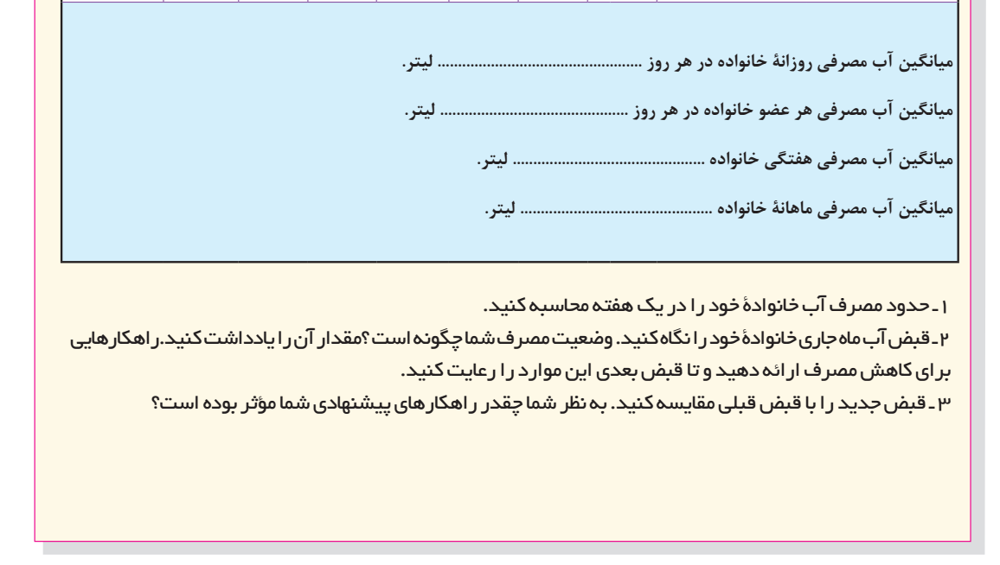 میانگین آب مصرفی روزانهٔ خانواده در هر روز .................................................. لیتر.
میانگین آب مصرفی هر عضو خانواده در هر روز .............................................. لیتر.
میانگین آب مصرفی هفتگی خانواده ............................................... لیتر.
میانگین آب مصرفی ماهانهٔ خانواده ............................................... لیتر.
۱ـ حدود مصرف آب خانوادهٔ خود را در یک هفته محاسبه کنید.
۲ـ قبض آب ماه جاری خانوادهٔ خود را نگاه کنید. وضعیت مصرف شما چگونه است؟ مقدار آن را یادداشت کنید. راهکارهایی
برای کاهش مصرف ارائه دهید و تا قبض بعدی این موارد را رعایت کنید.
۳ـ قبض جدید را با قبض قبلی مقایسه کنید. به نظر شما چقدر راهکارهای پیشنهادی شما مؤثر بوده است؟